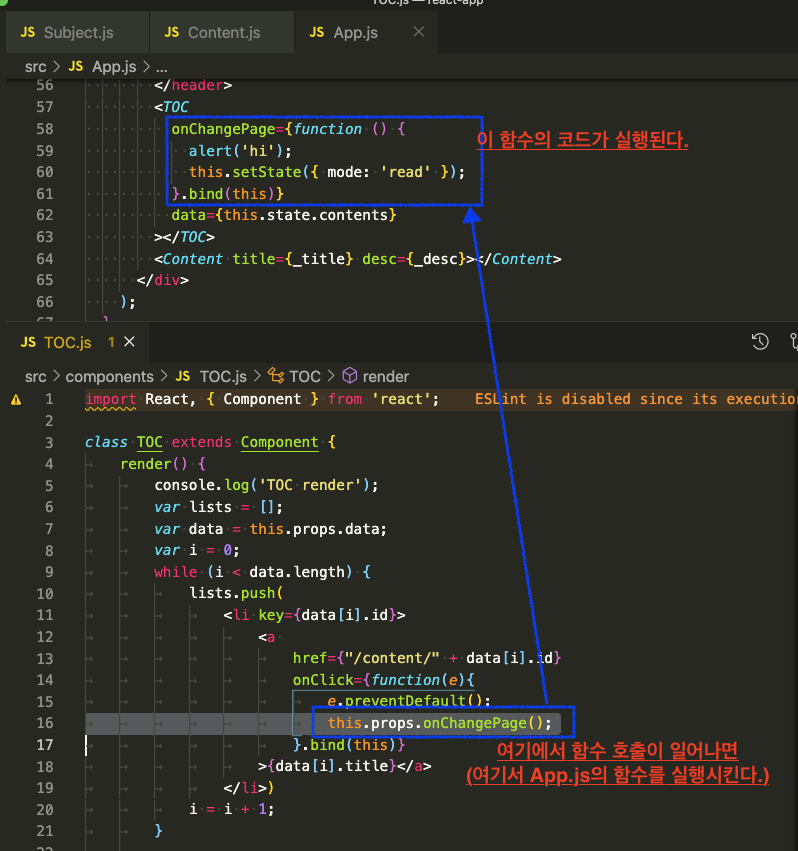 TOC.js — react-app
JS Subject.js JS Content.js JS App.js ×
src > JS App.js > ...
56 </header>
57 <TOC
58 onChangePage={function () {
이 함수의 코드가 실행된다.
59 alert('hi');
60 this.setState({ mode: 'read' });
61 }.bind(this)}
62 data={this.state.contents}
63 ></TOC>
64 <Content title={_title} desc={_desc}></Content>
65 </div>
66 );
67 }
JS TOC.js 1 ×
src > components > JS TOC.js > TOC > render
1 import React, { Component } from 'react'; ESLint is disabled since its execution
2
3 class TOC extends Component {
4 render() {
5 console.log('TOC render');
6 var lists = [];
7 var data = this.props.data;
8 var i = 0;
9 while (i < data.length) {
10 lists.push(
11 <li key={data[i].id}>
12 <a
13 href={"/content/" + data[i].id}
14 onClick={function(e){
15 e.preventDefault();
16 this.props.onChangePage();
17 }.bind(this)}
여기에서 함수 호출이 일어나면
18 >{data[i].title}</a>
(여기서 App.js의 함수를 실행시킨다.)
19 </li>)
20 i = i + 1;
21 }
22